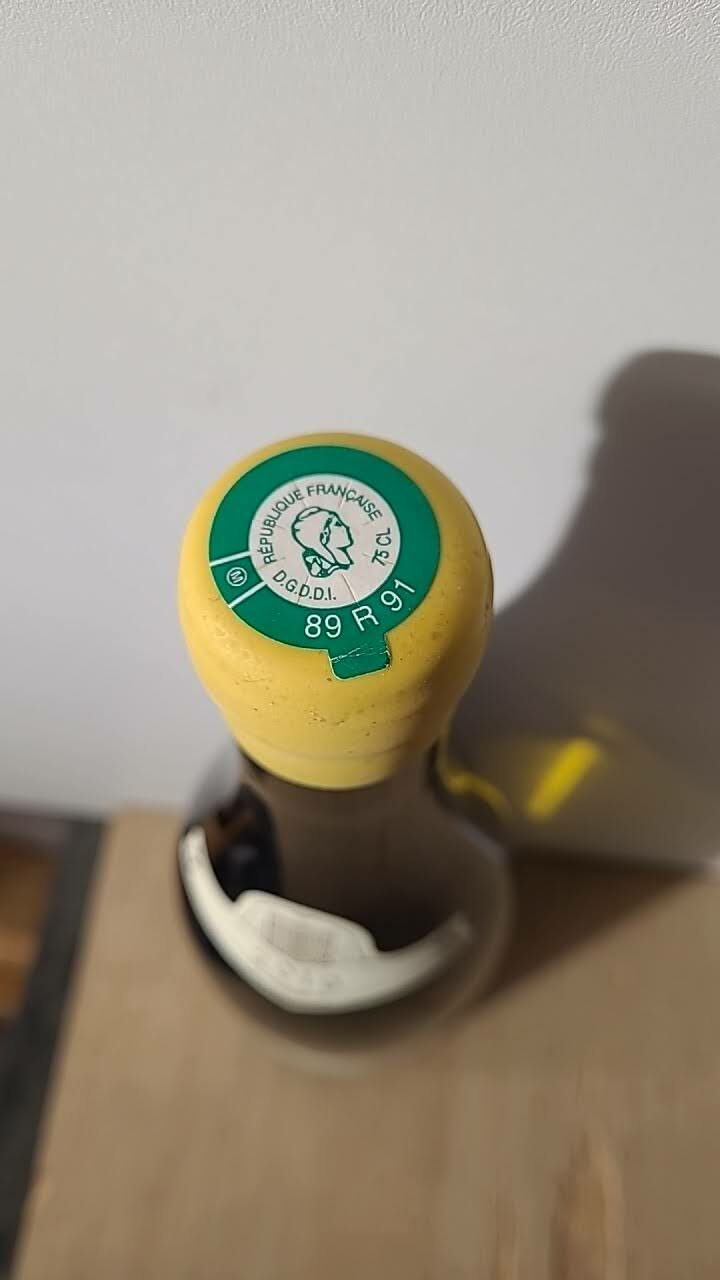 RÉPUBLIQUE FRANÇAISE
75 CL
D.G.D.D.I.
M
89 R 91